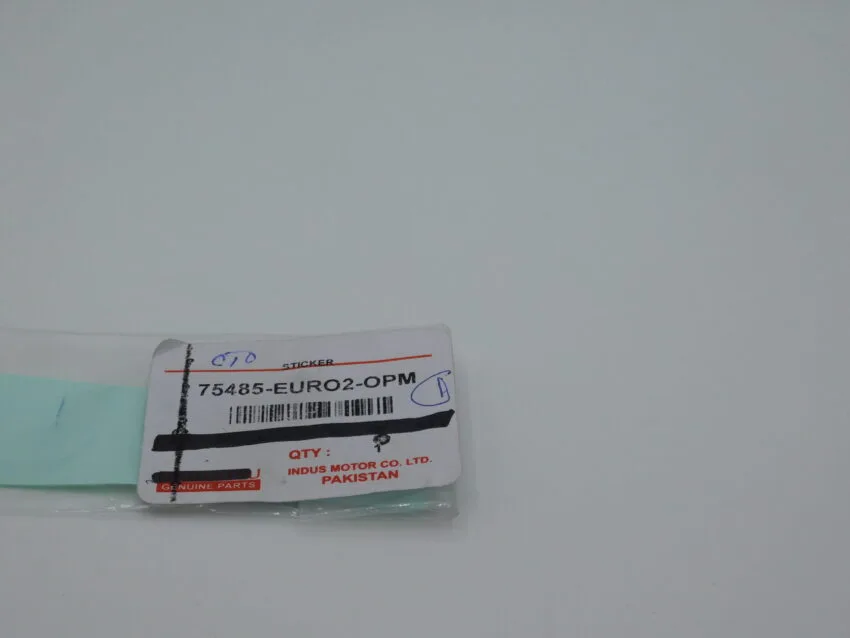 STICKER
75485-EURO2-OPM
QTY :
1
INDUS MOTOR CO. LTD.
PAKISTAN
GENUINE PARTS